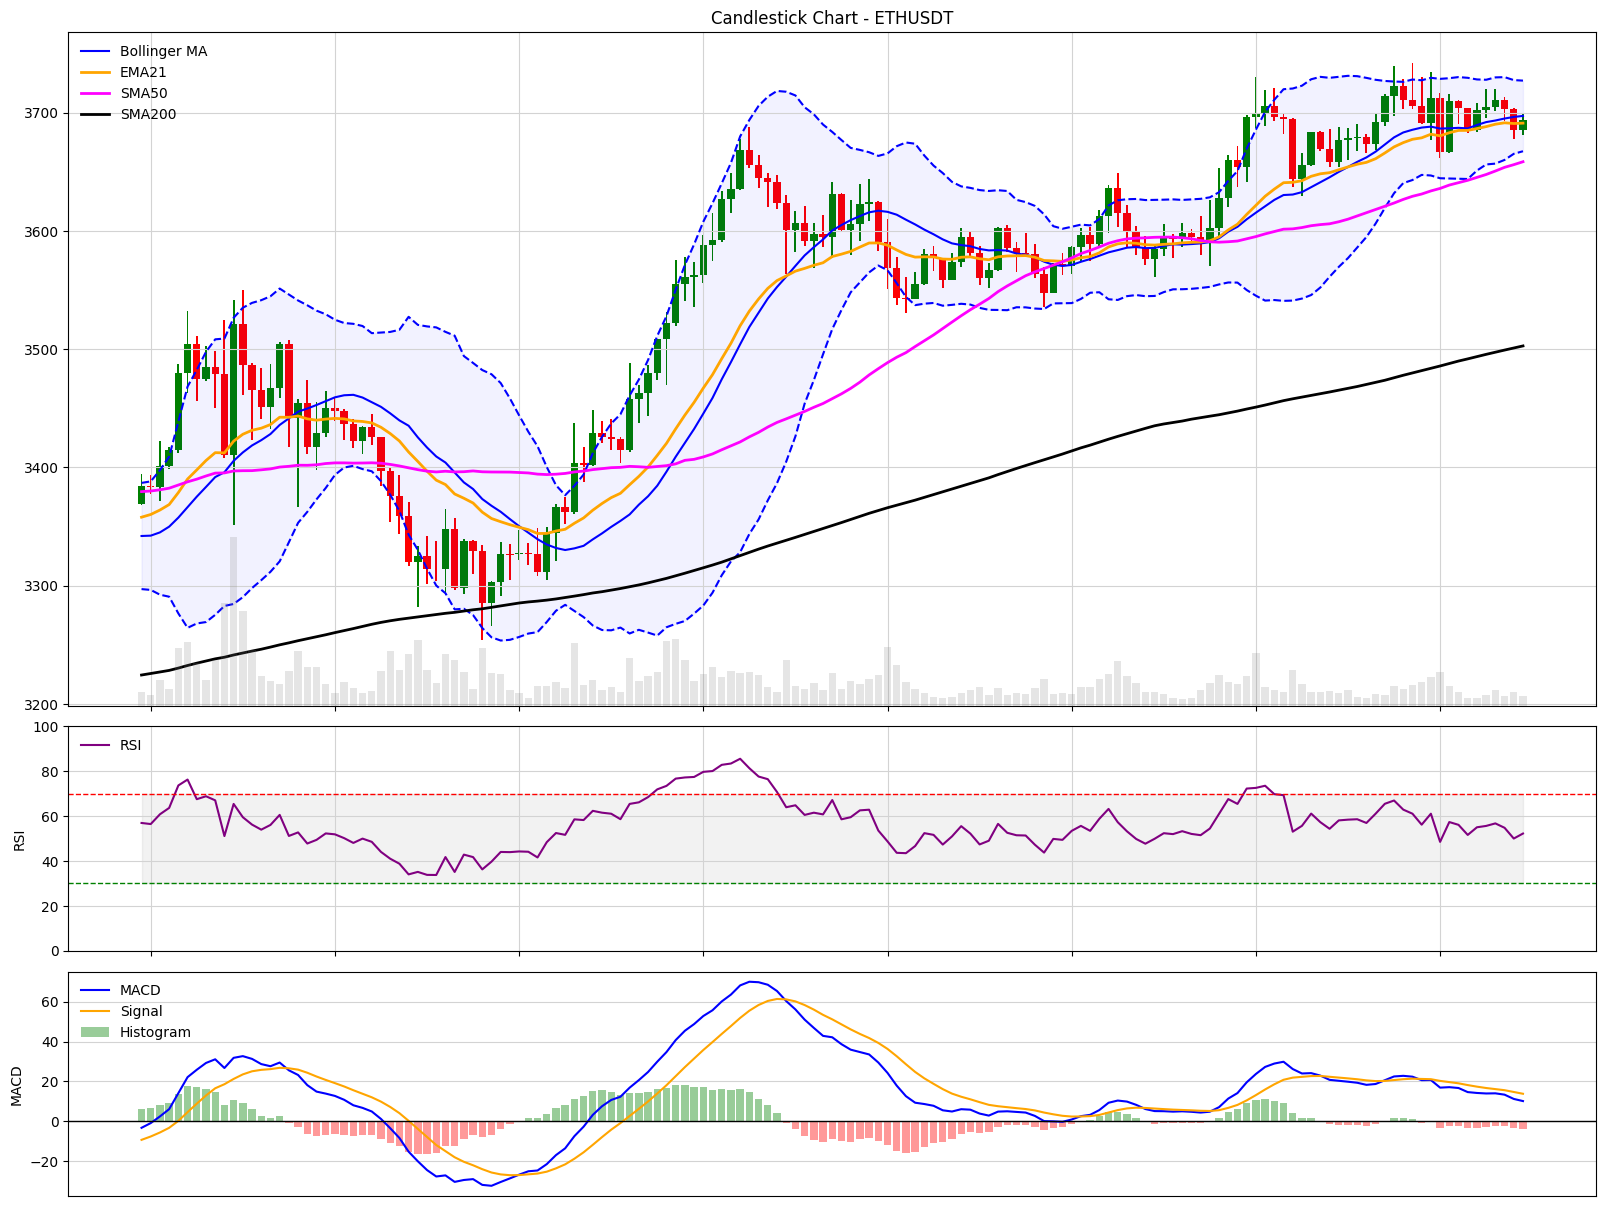 Candlestick Chart - ETHUSDT
Bollinger MA
EMA21
SMA50
SMA200
3700
3600
3500
3400
3300
3200
100
80
60
40
20
0
RSI
RSI
60
40
20
0
−20
MACD
MACD
Signal
Histogram